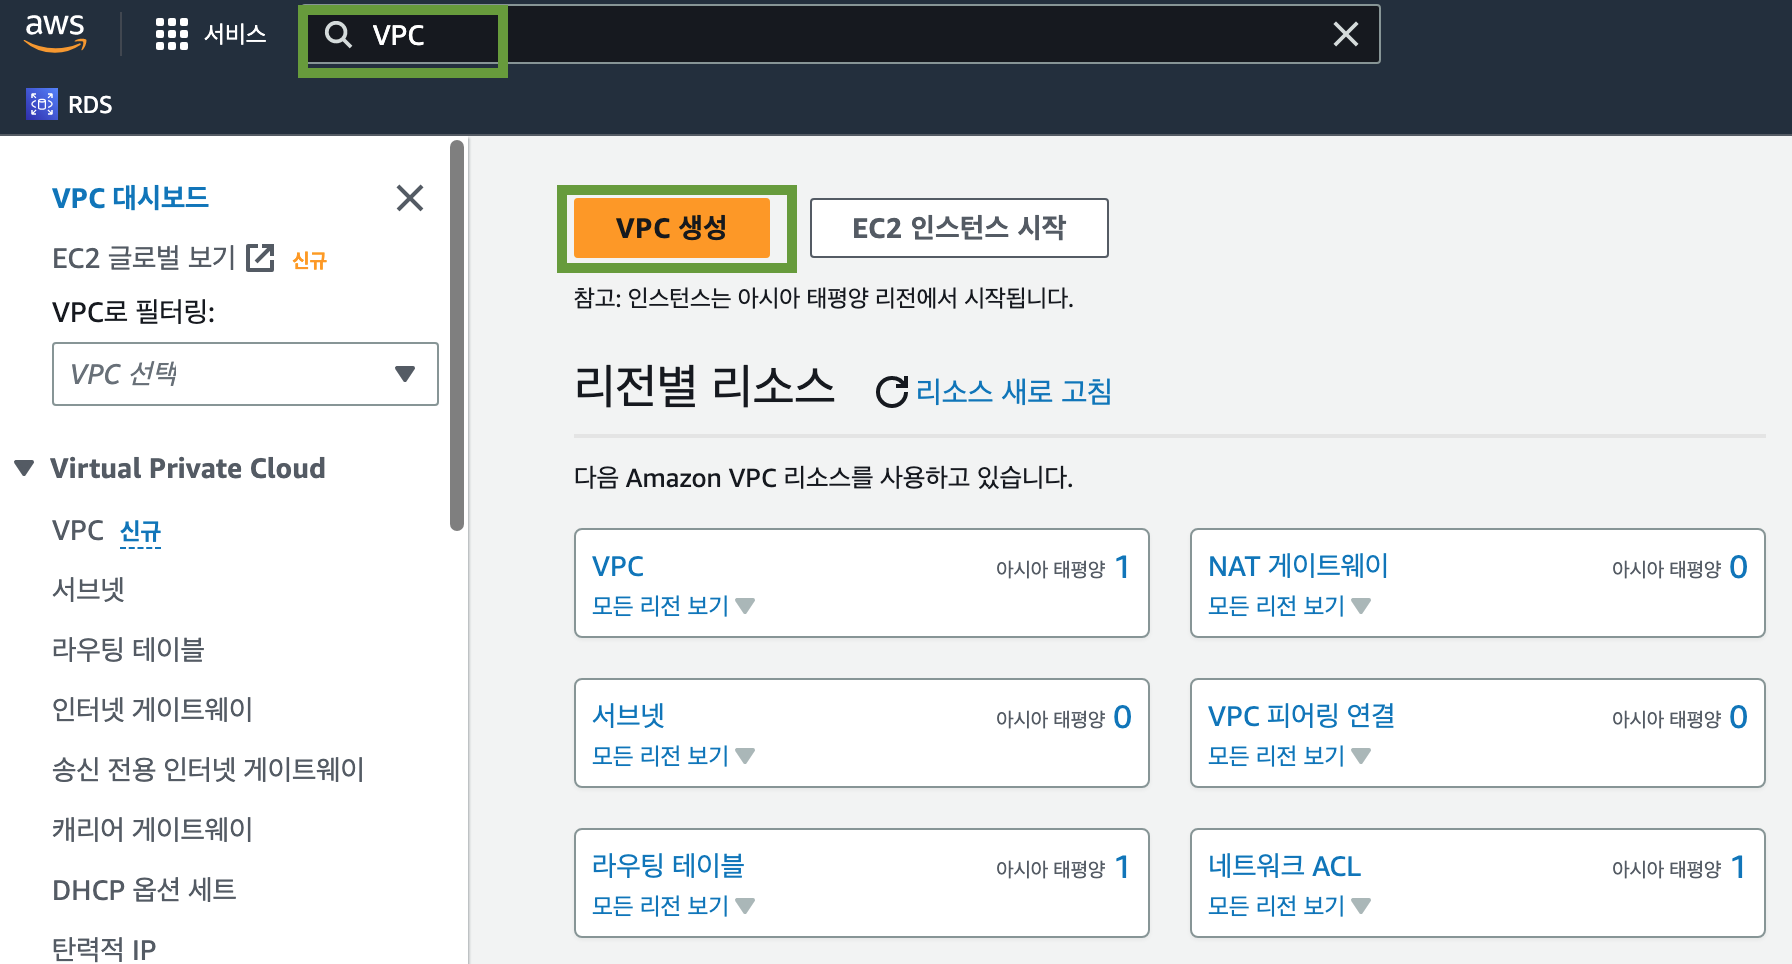 aws
서비스
VPC
RDS
VPC 대시보드
EC2 글로벌 보기 신규
VPC로 필터링:
VPC 선택
Virtual Private Cloud
VPC 신규
서브넷
라우팅 테이블
인터넷 게이트웨이
송신 전용 인터넷 게이트웨이
캐리어 게이트웨이
DHCP 옵션 세트
탄력적 IP
VPC 생성
EC2 인스턴스 시작
참고: 인스턴스는 아시아 태평양 리전에서 시작됩니다.
리전별 리소스
리소스 새로 고침
다음 Amazon VPC 리소스를 사용하고 있습니다.
VPC 아시아 태평양 1
모든 리전 보기
NAT 게이트웨이 아시아 태평양 0
모든 리전 보기
서브넷 아시아 태평양 0
모든 리전 보기
VPC 피어링 연결 아시아 태평양 0
모든 리전 보기
라우팅 테이블 아시아 태평양 1
모든 리전 보기
네트워크 ACL 아시아 태평양 1
모든 리전 보기